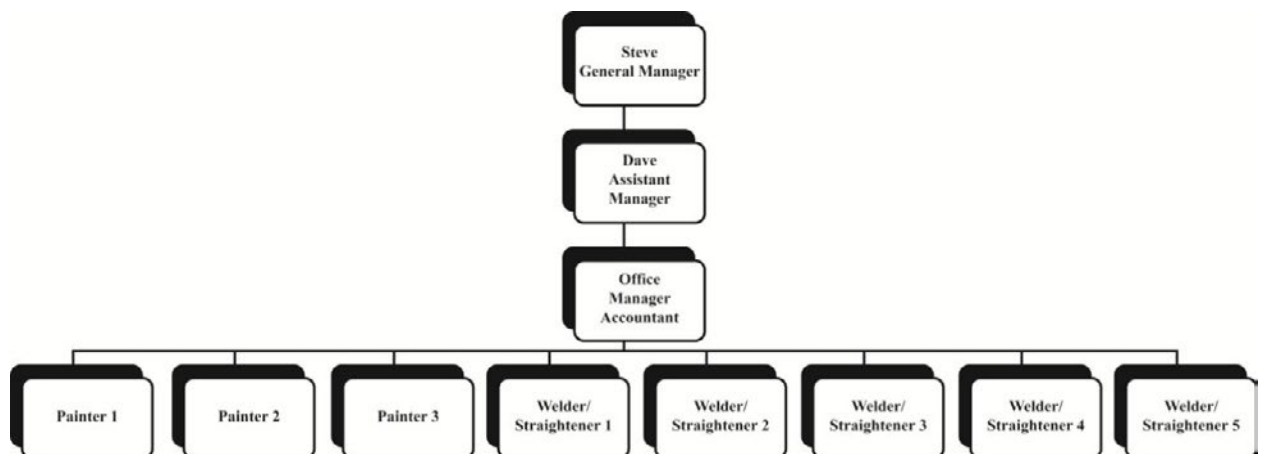 Steve
General Manager
Dave
Assistant
Manager
Office
Manager
Accountant
Painter 1
Painter 2
Painter 3
Welder/
Straightener 1
Welder/
Straightener 2
Welder/
Straightener 3
Welder/
Straightener 4
Welder/
Straightener 5